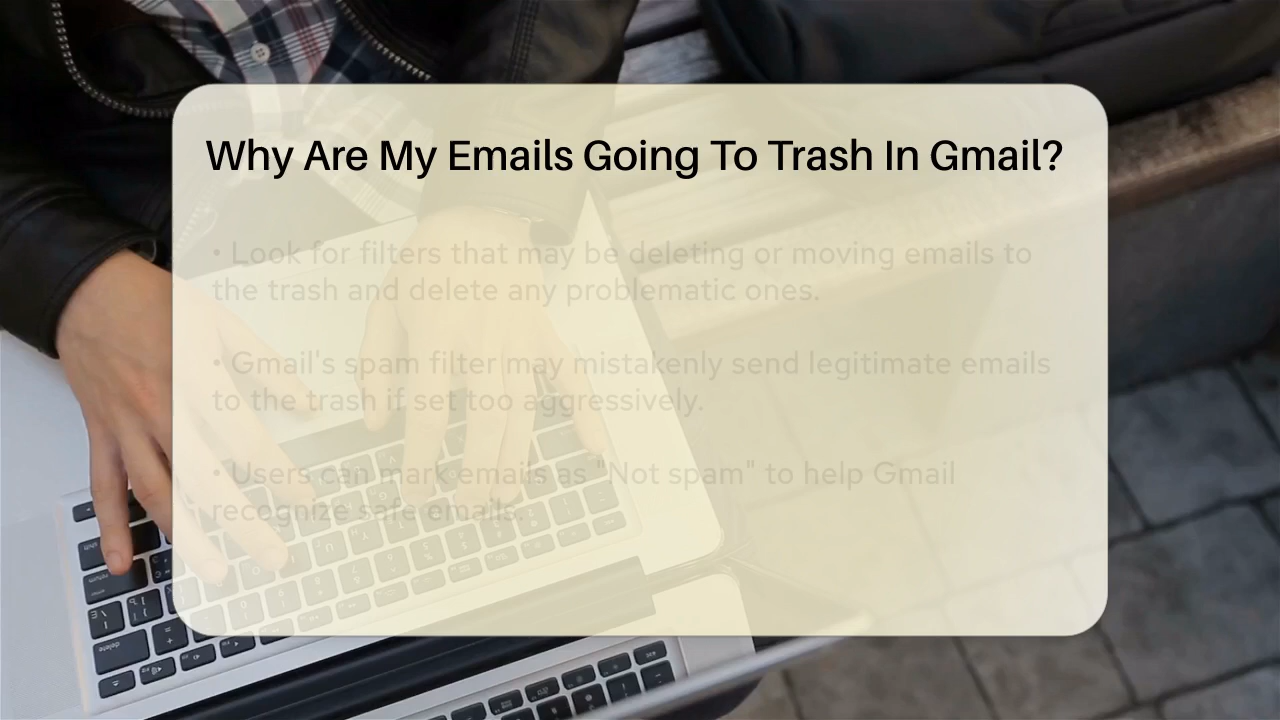 Why Are My Emails Going To Trash In Gmail?
• Look for filters that may be deleting or moving emails to
the trash and delete any problematic ones.
• Gmail's spam filter may mistakenly send legitimate emails
to the trash if set too aggressively.
• Users can mark emails as "Not spam" to help Gmail
recognize safe emails.